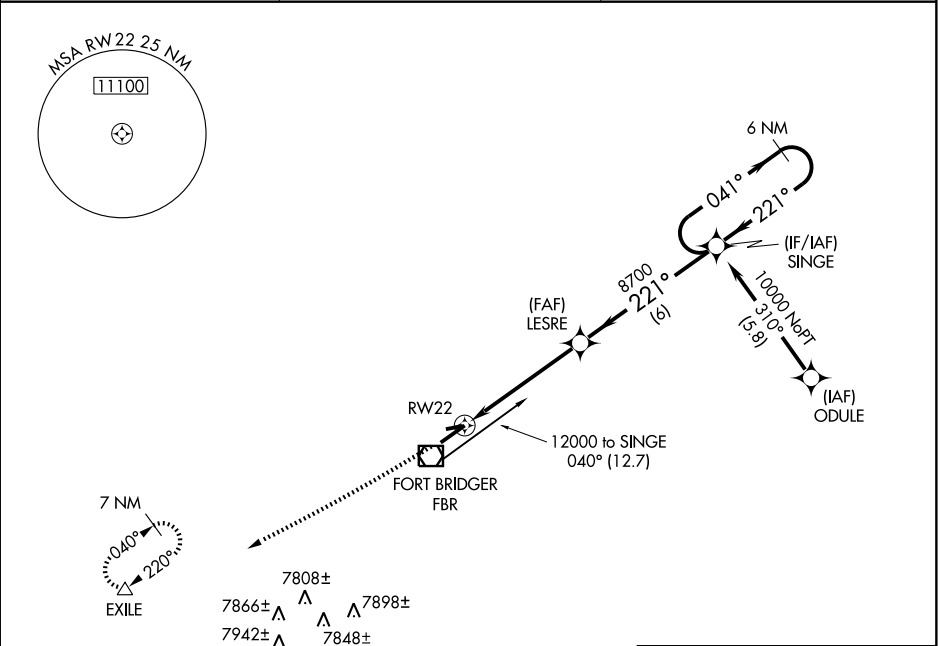 MSA RW22 25 NM
11100
6 NM
041°
221°
(IF/IAF)
SINGE
8700
221°
(6)
10000 NoPT
310°
(5.8)
(FAF)
LESRE
(IAF)
ODULE
RW22
12000 to SINGE
040° (12.7)
FORT BRIDGER
FBR
7 NM
040°
220°
EXILE
7808±
7866±
7898±
7942±
7848±